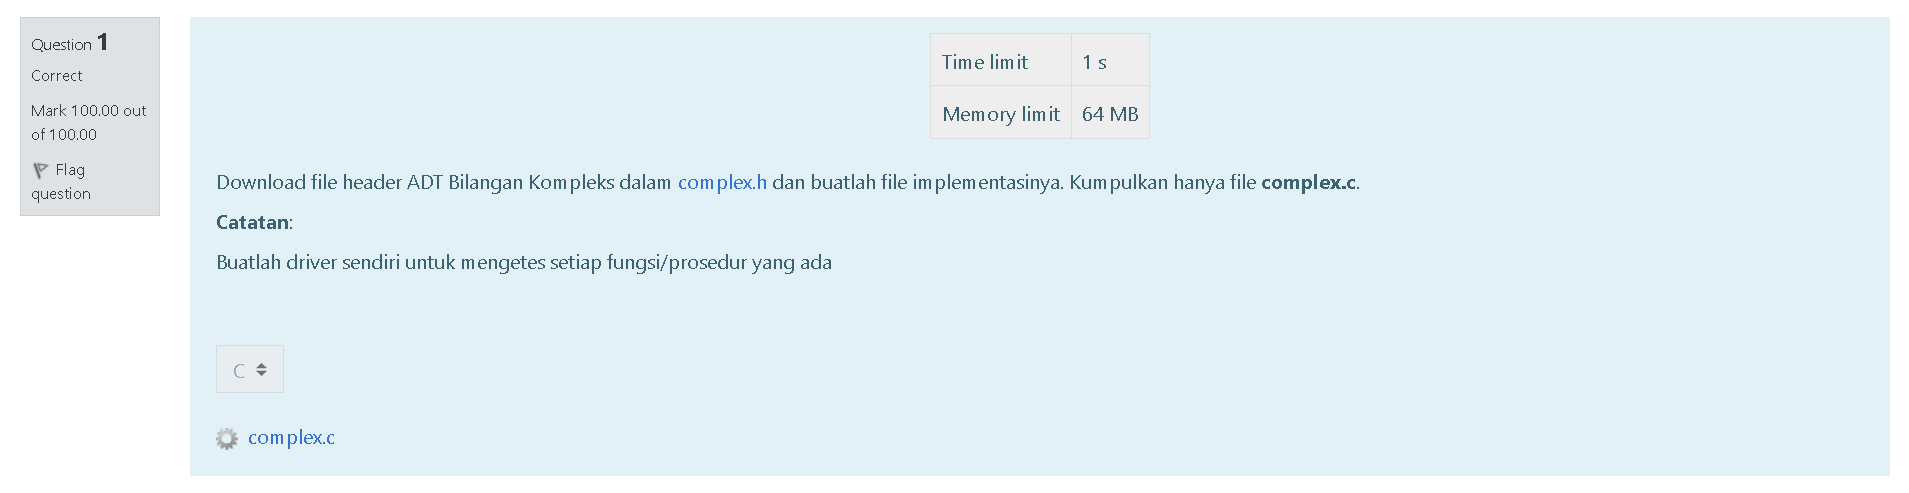 Question 1
Correct
Mark 100.00 out
of 100.00
Flag
question
Time limit 1 s
Memory limit 64 MB
Download file header ADT Bilangan Kompleks dalam complex.h dan buatlah file implementasinya. Kumpulkan hanya file complex.c.
Catatan:
Buatlah driver sendiri untuk mengetes setiap fungsi/prosedur yang ada
C
complex.c